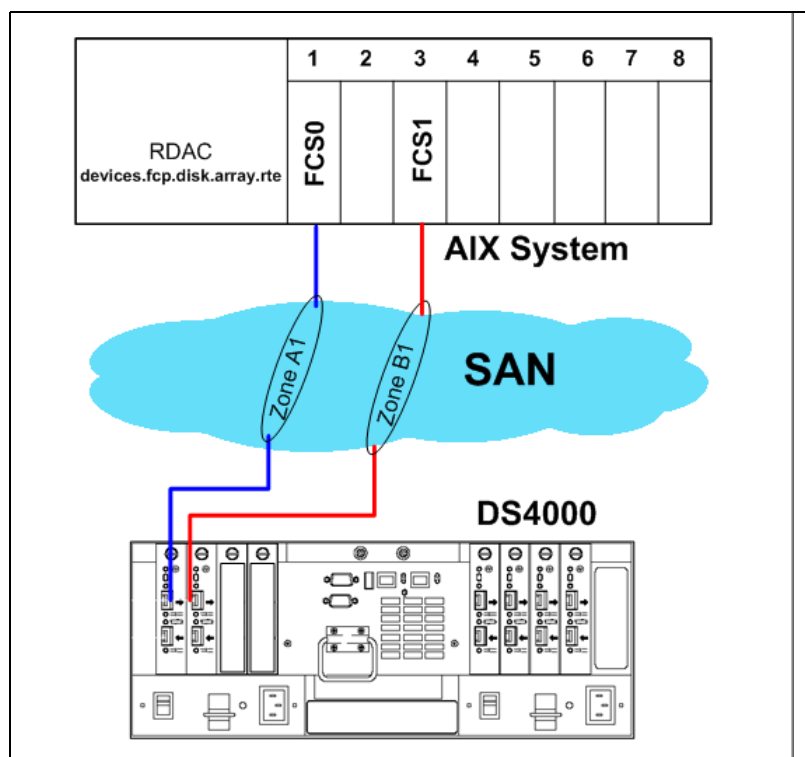 1 2 3 4 5 6 7 8
RDAC
devices.fcp.disk.array.rte
FCS0
FCS1
AIX System
Zone A1
Zone B1
SAN
DS4000